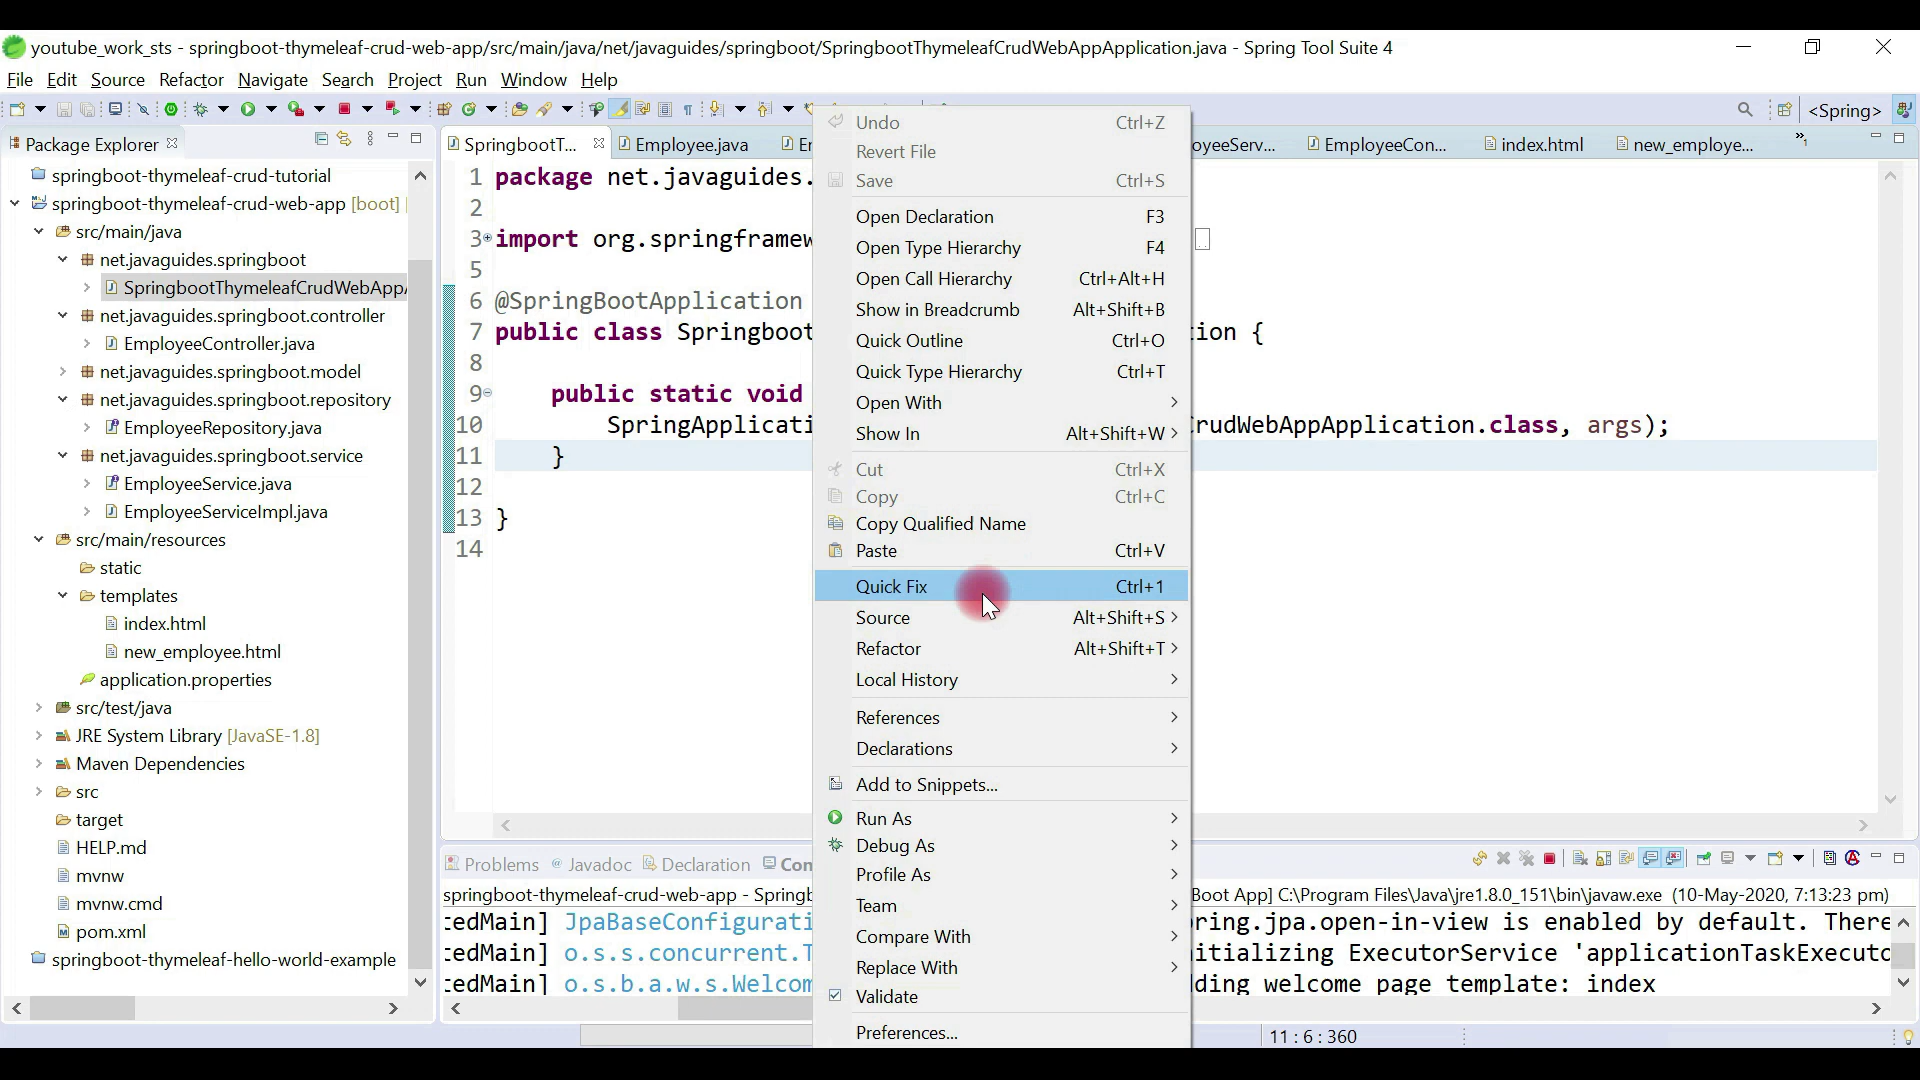 youtube_work_sts - springboot-thymeleaf-crud-web-app/src/main/java/net/javaguides/springboot/SpringbootThymeleafCrudWebAppApplication.java - Spring Tool Suite 4
File Edit Source Refactor Navigate Search Project Run Window Help
<Spring>
Package Explorer
SpringbootT...
Employee.java
oyeeServ...
EmployeeCon...
index.html
new_employe...
springboot-thymeleaf-crud-tutorial
springboot-thymeleaf-crud-web-app [boot]
src/main/java
net.javaguides.springboot
SpringbootThymeleafCrudWebApp
net.javaguides.springboot.controller
EmployeeController.java
net.javaguides.springboot.model
net.javaguides.springboot.repository
EmployeeRepository.java
net.javaguides.springboot.service
EmployeeService.java
EmployeeServiceImpl.java
src/main/resources
static
templates
index.html
new_employee.html
application.properties
src/test/java
JRE System Library [JavaSE-1.8]
Maven Dependencies
src
target
HELP.md
mvnw
mvnw.cmd
pom.xml
springboot-thymeleaf-hello-world-example
1 package net.javaguides.
2
3 import org.springframew
5
6 @SpringBootApplication
7 public class Springboot ion {
8
9 public static void
10 SpringApplicati CrudWebAppApplication.class, args);
11 }
12
13 }
14
Undo Ctrl+Z
Revert File
Save Ctrl+S
Open Declaration F3
Open Type Hierarchy F4
Open Call Hierarchy Ctrl+Alt+H
Show in Breadcrumb Alt+Shift+B
Quick Outline Ctrl+O
Quick Type Hierarchy Ctrl+T
Open With
Show In Alt+Shift+W
Cut Ctrl+X
Copy Ctrl+C
Copy Qualified Name
Paste Ctrl+V
Quick Fix Ctrl+1
Source Alt+Shift+S
Refactor Alt+Shift+T
Local History
References
Declarations
Add to Snippets...
Run As
Debug As
Profile As
Team
Compare With
Replace With
Validate
Preferences...
Problems Javadoc Declaration Con
springboot-thymeleaf-crud-web-app - Springb Boot App] C:\Program Files\Java\jre1.8.0_151\bin\javaw.exe (10-May-2020, 7:13:23 pm)
tedMain] JpaBaseConfigurati ring.jpa.open-in-view is enabled by default. There
tedMain] o.s.s.concurrent.T itializing ExecutorService 'applicationTaskExecuto
tedMain] o.s.b.a.w.s.Welcom ding welcome page template: index
11 : 6 : 360